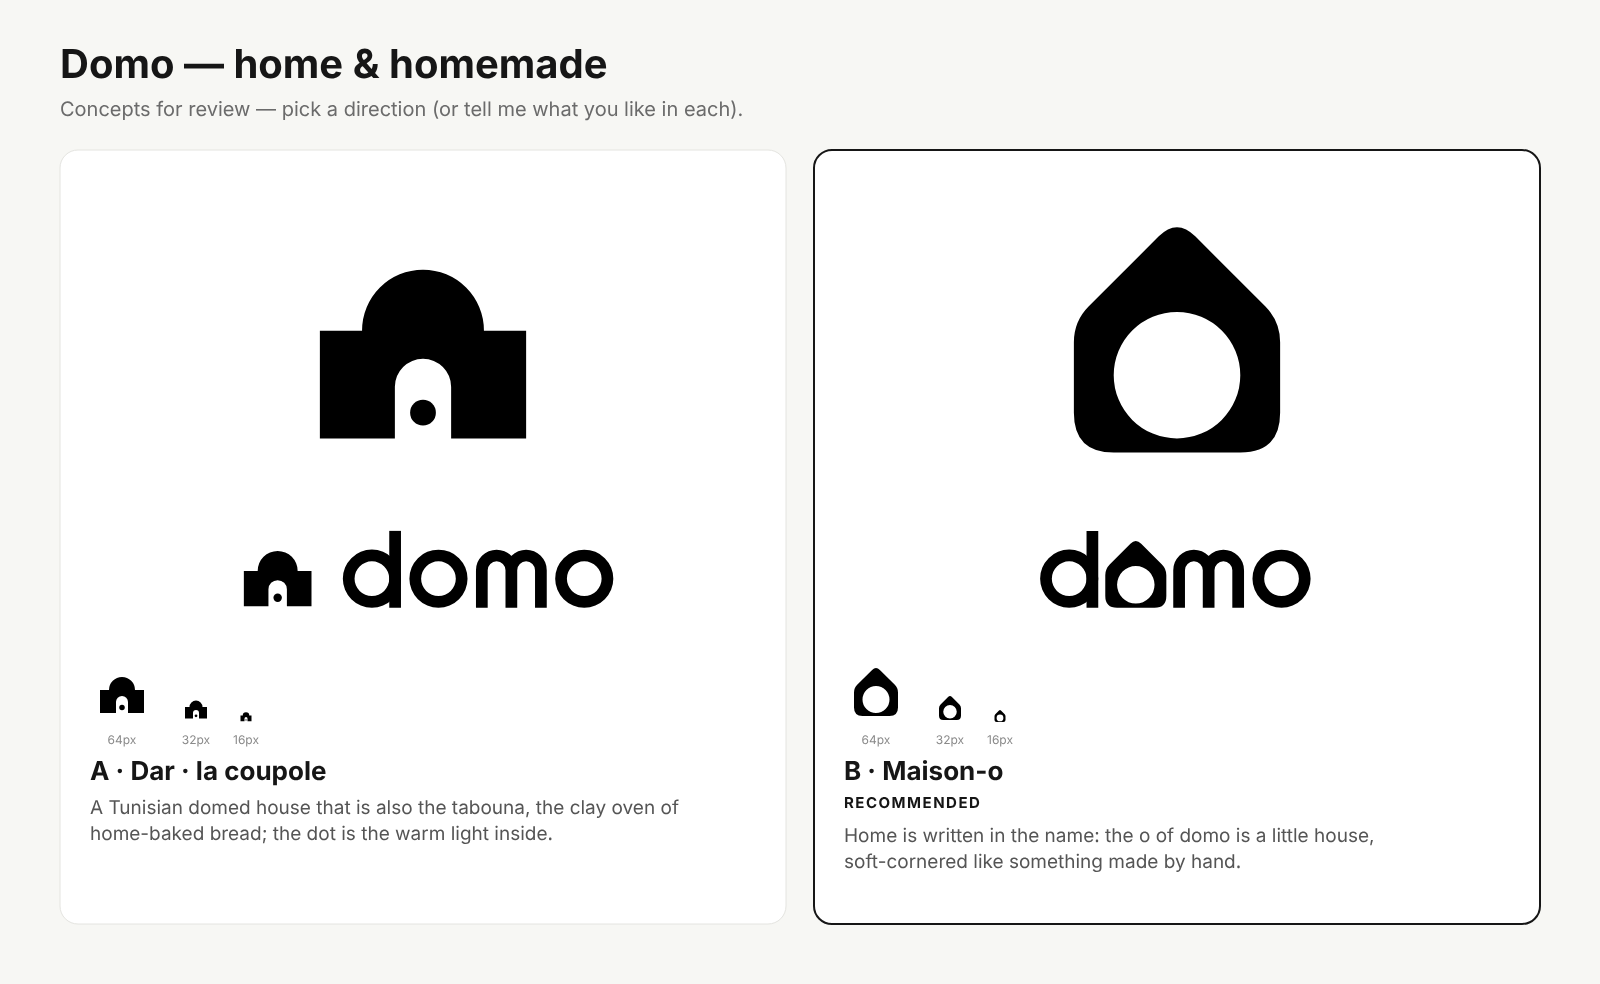 Domo — home & homemade
Concepts for review — pick a direction (or tell me what you like in each).
domo
64px 32px 16px
A · Dar · la coupole
A Tunisian domed house that is also the tabouna, the clay oven of
home-baked bread; the dot is the warm light inside.
domo
64px 32px 16px
B · Maison-o
RECOMMENDED
Home is written in the name: the o of domo is a little house,
soft-cornered like something made by hand.